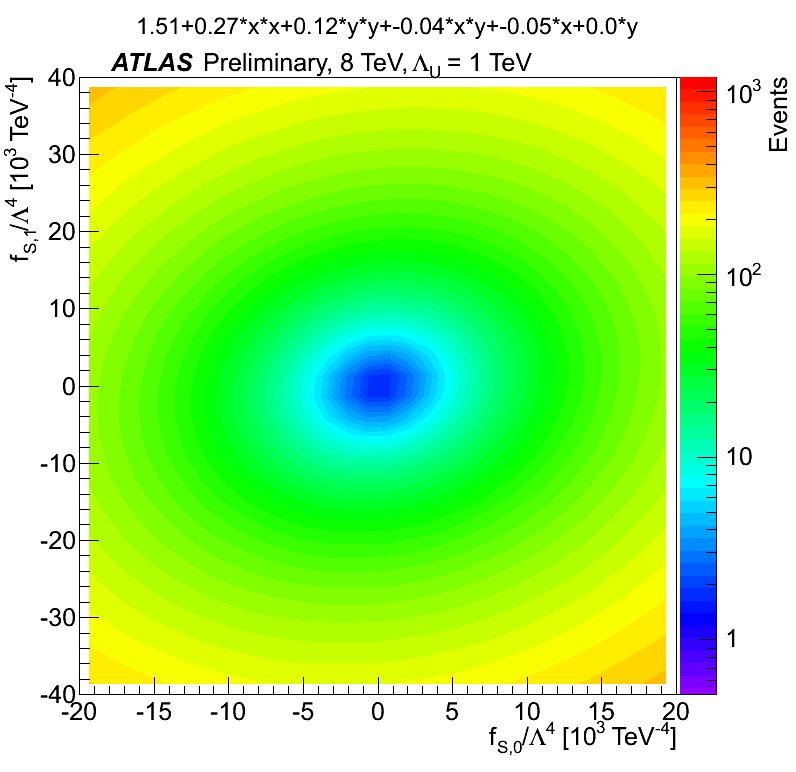 1.51+0.27*x*x+0.12*y*y+-0.04*x*y+-0.05*x+0.0*y
ATLAS Preliminary, 8 TeV, Λ_U = 1 TeV
f_S,1/Λ^4 [10^3 TeV^-4]
40
30
20
10
0
-10
-20
-30
-40
-20 -15 -10 -5 0 5 10 15 20
f_S,0/Λ^4 [10^3 TeV^-4]
Events
10^3
10^2
10
1